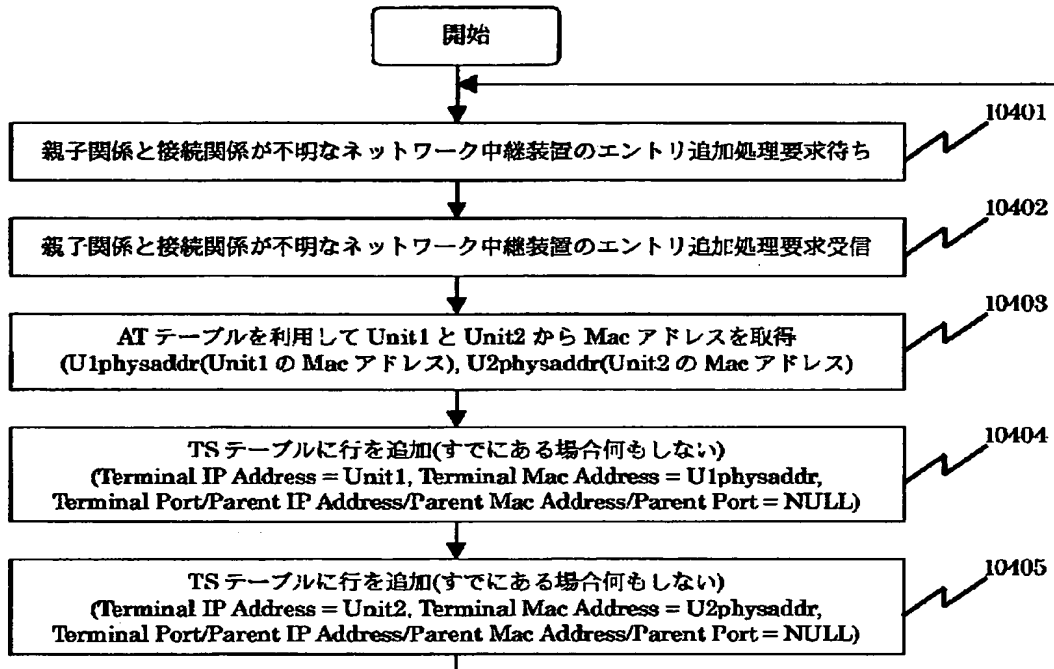 開始
10401
親子関係と接続関係が不明なネットワーク中継装置のエントリ追加処理要求待ち
10402
親子関係と接続関係が不明なネットワーク中継装置のエントリ追加処理要求受信
10403
AT テーブルを利用して Unit1 と Unit2 から Mac アドレスを取得
(U1physaddr(Unit1 の Mac アドレス), U2physaddr(Unit2 の Mac アドレス)
10404
TS テーブルに行を追加(すでにある場合何もしない)
(Terminal IP Address = Unit1, Terminal Mac Address = U1physaddr,
Terminal Port/Parent IP Address/Parent Mac Address/Parent Port = NULL)
10405
TS テーブルに行を追加(すでにある場合何もしない)
(Terminal IP Address = Unit2, Terminal Mac Address = U2physaddr,
Terminal Port/Parent IP Address/Parent Mac Address/Parent Port = NULL)